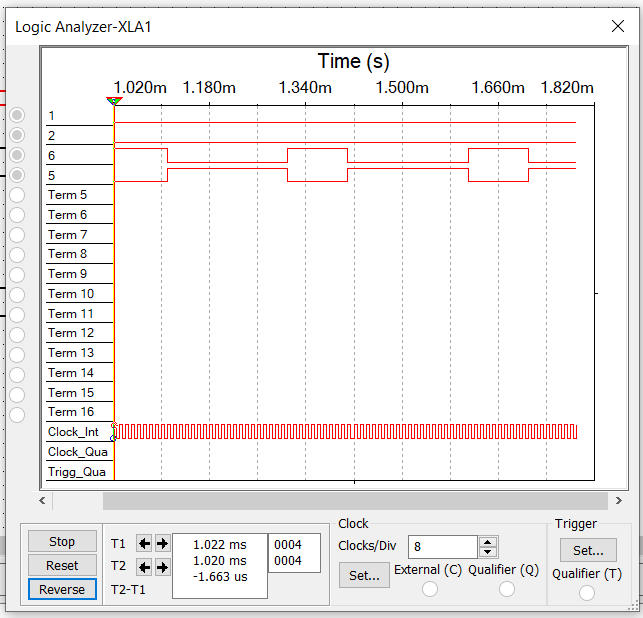 Logic Analyzer-XLA1
Time (s)
1.020m 1.180m 1.340m 1.500m 1.660m 1.820m
1
2
6
5
Term 5
Term 6
Term 7
Term 8
Term 9
Term 10
Term 11
Term 12
Term 13
Term 14
Term 15
Term 16
Clock_Int
Clock_Qua
Trigg_Qua
Stop
Reset
Reverse
T1 1.022 ms 0004
T2 1.020 ms 0004
T2-T1 -1.663 us
Clock
Clocks/Div 8
Set... External (C) Qualifier (Q)
Trigger
Set...
Qualifier (T)